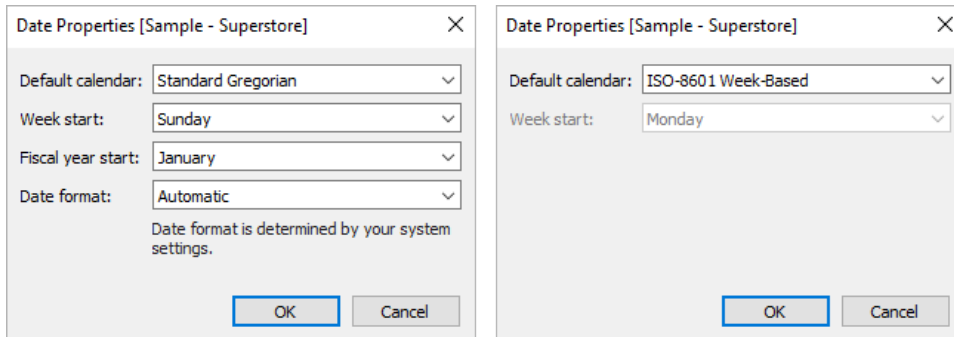 Date Properties [Sample - Superstore]
Default calendar: Standard Gregorian
Week start: Sunday
Fiscal year start: January
Date format: Automatic
Date format is determined by your system
settings.
OK Cancel
Date Properties [Sample - Superstore]
Default calendar: ISO-8601 Week-Based
Week start: Monday
OK Cancel